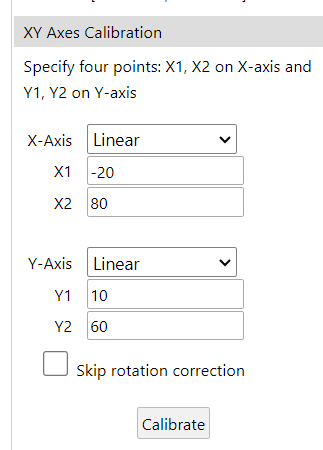 XY Axes Calibration
Specify four points: X1, X2 on X-axis and
Y1, Y2 on Y-axis
X-Axis Linear
X1 -20
X2 80
Y-Axis Linear
Y1 10
Y2 60
Skip rotation correction
Calibrate